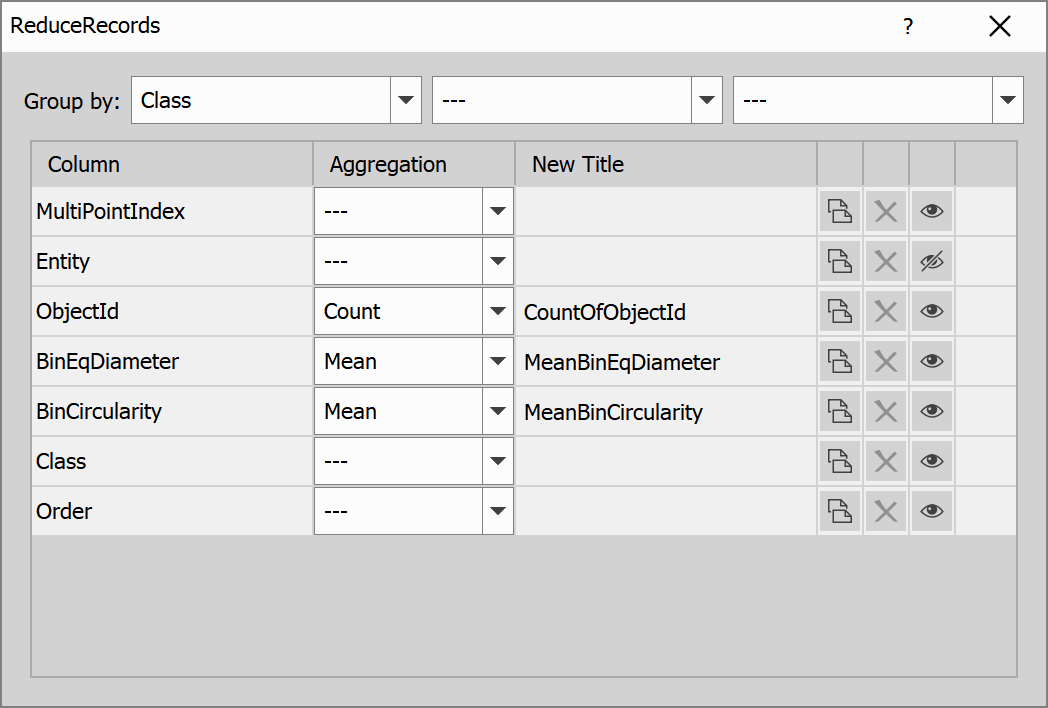 ReduceRecords ?
Group by: Class --- ---
Column Aggregation New Title
MultiPointIndex ---
Entity ---
ObjectId Count CountOfObjectId
BinEqDiameter Mean MeanBinEqDiameter
BinCircularity Mean MeanBinCircularity
Class ---
Order ---